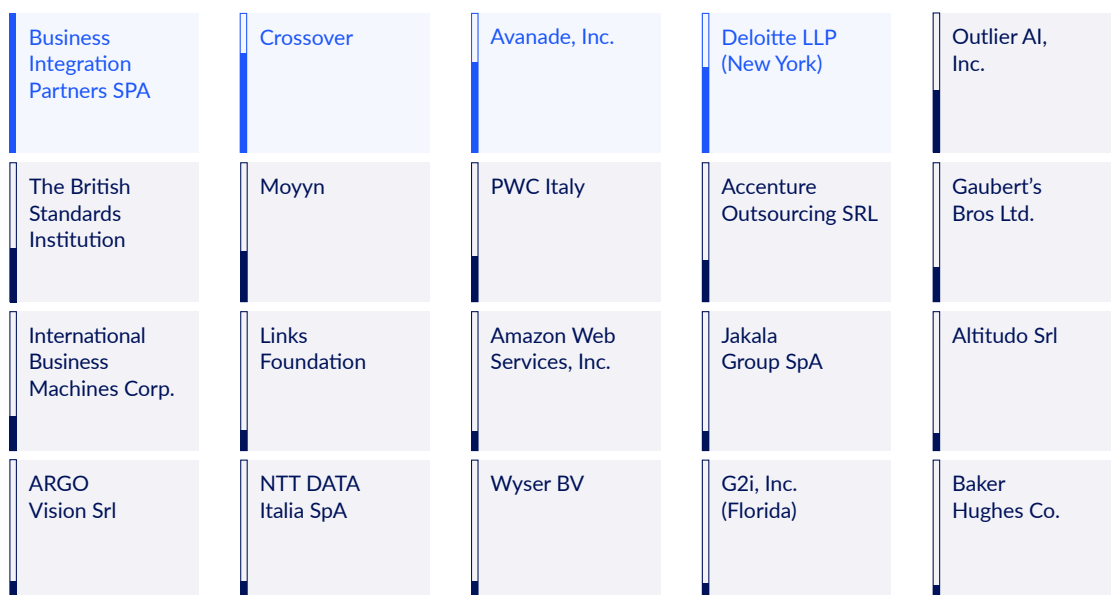 Business
Integration
Partners SPA
Crossover
Avanade, Inc.
Deloitte LLP
(New York)
Outlier AI,
Inc.
The British
Standards
Institution
Moyyn
PWC Italy
Accenture
Outsourcing SRL
Gaubert’s
Bros Ltd.
International
Business
Machines Corp.
Links
Foundation
Amazon Web
Services, Inc.
Jakala
Group SpA
Altitudo Srl
ARGO
Vision Srl
NTT DATA
Italia SpA
Wyser BV
G2i, Inc.
(Florida)
Baker
Hughes Co.